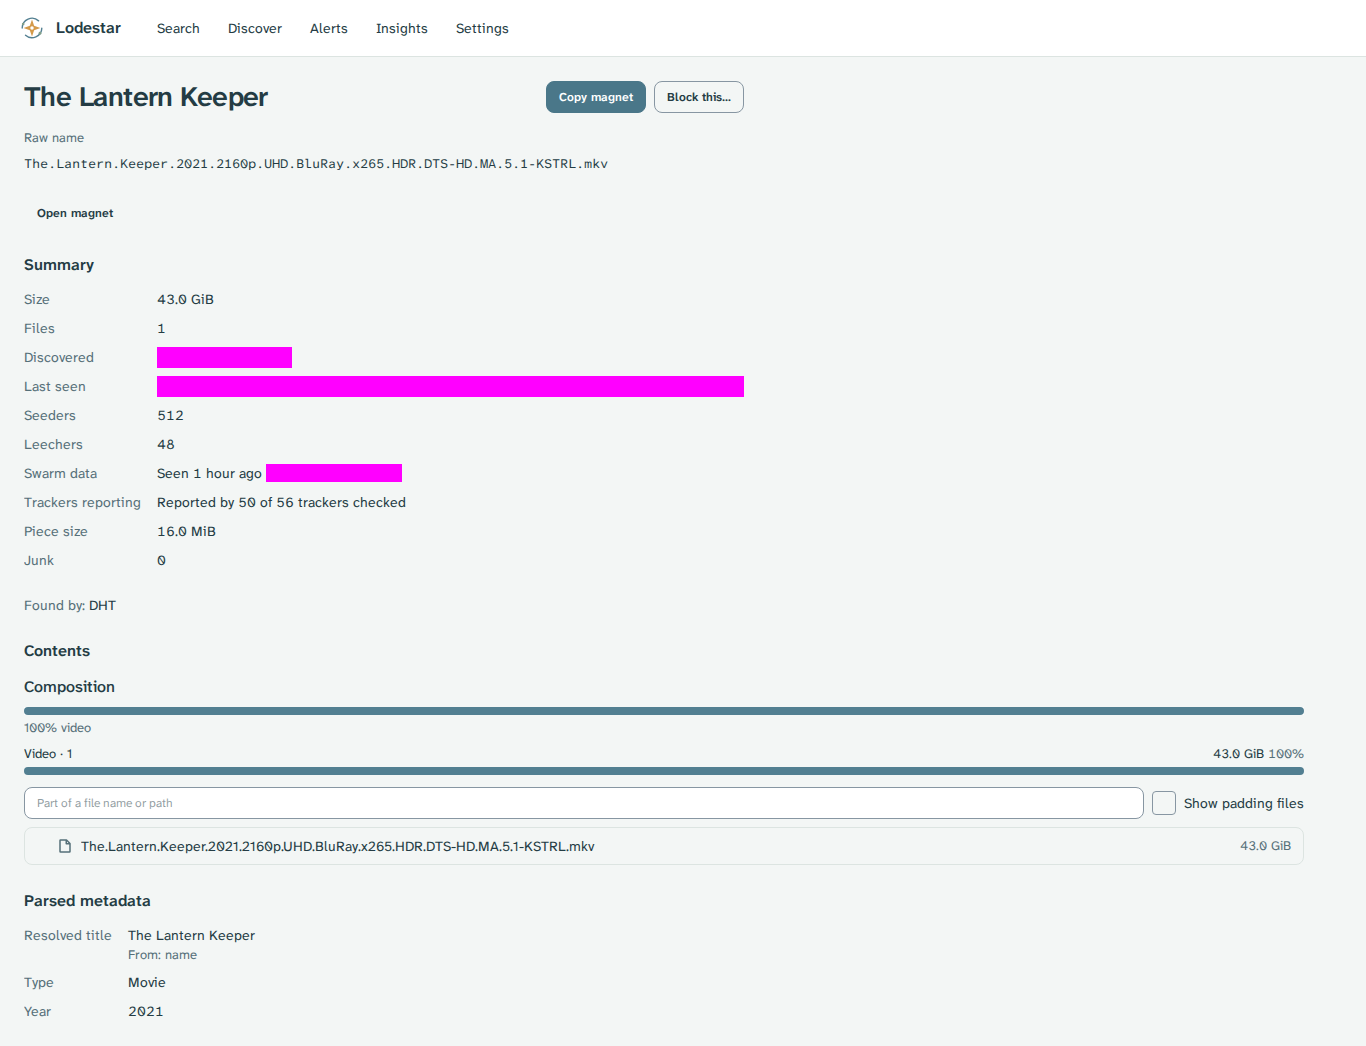 Lodestar
Search
Discover
Alerts
Insights
Settings
The Lantern Keeper
Copy magnet
Block this...
Raw name
The.Lantern.Keeper.2021.2160p.UHD.BluRay.x265.HDR.DTS-HD.MA.5.1-KSTRL.mkv
Open magnet
Summary
Size 43.0 GiB
Files 1
Discovered
Last seen
Seeders 512
Leechers 48
Swarm data Seen 1 hour ago
Trackers reporting Reported by 50 of 56 trackers checked
Piece size 16.0 MiB
Junk 0
Found by: DHT
Contents
Composition
100% video
Video · 1 43.0 GiB 100%
Part of a file name or path
Show padding files
The.Lantern.Keeper.2021.2160p.UHD.BluRay.x265.HDR.DTS-HD.MA.5.1-KSTRL.mkv 43.0 GiB
Parsed metadata
Resolved title The Lantern Keeper
From: name
Type Movie
Year 2021